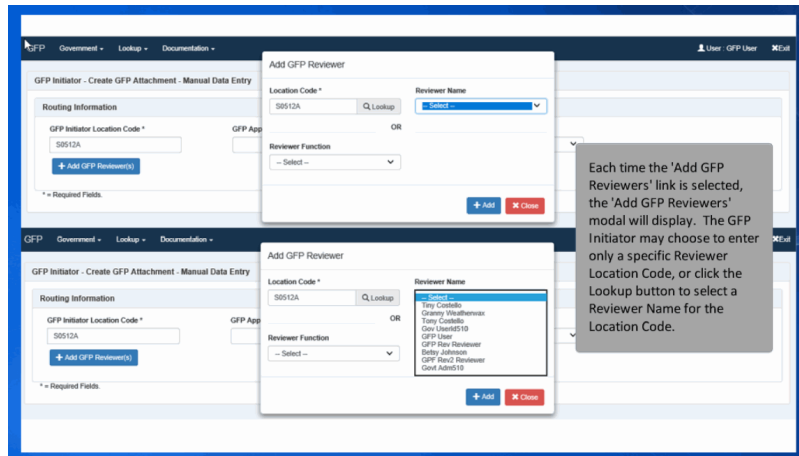 GFP Government Lookup Documentation User : GFP User Exit
GFP Initiator - Create GFP Attachment - Manual Data Entry
Routing Information
GFP Initiator Location Code *
GFP App
S0512A
+ Add GFP Reviewer(s)
* = Required Fields.
Add GFP Reviewer
Location Code *
Reviewer Name
S0512A
Lookup
-- Select --
OR
Reviewer Function
-- Select --
+ Add
Close
Each time the 'Add GFP
Reviewers' link is selected,
the 'Add GFP Reviewers'
modal will display. The GFP
Initiator may choose to enter
only a specific Reviewer
Location Code, or click the
Lookup button to select a
Reviewer Name for the
Location Code.
GFP Government Lookup Documentation Exit
GFP Initiator - Create GFP Attachment - Manual Data Entry
Routing Information
GFP Initiator Location Code *
GFP App
S0512A
+ Add GFP Reviewer(s)
* = Required Fields.
Add GFP Reviewer
Location Code *
Reviewer Name
S0512A
Lookup
-- Select --
Tiny Costello
Granny Weatherwax
Tony Costello
Gov UserId510
GFP User
GFP Rev Reviewer
Betsy Johnson
GPF Rev2 Reviewer
Govt Adm510
OR
Reviewer Function
-- Select --
+ Add
Close